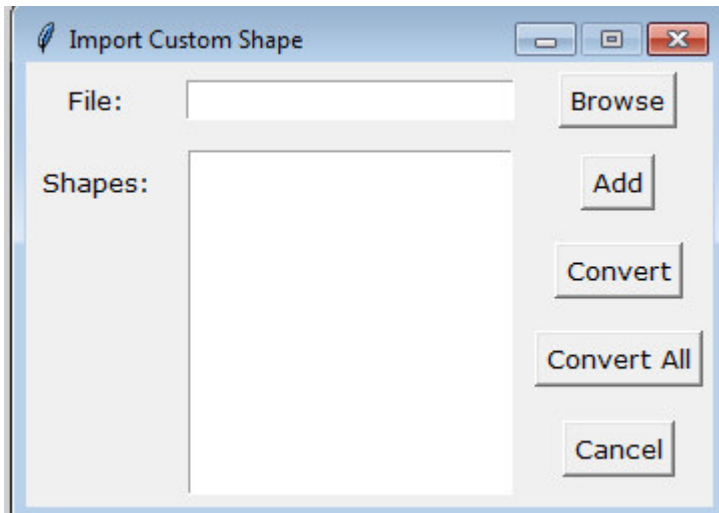 Import Custom Shape
File:
Browse
Shapes:
Add
Convert
Convert All
Cancel